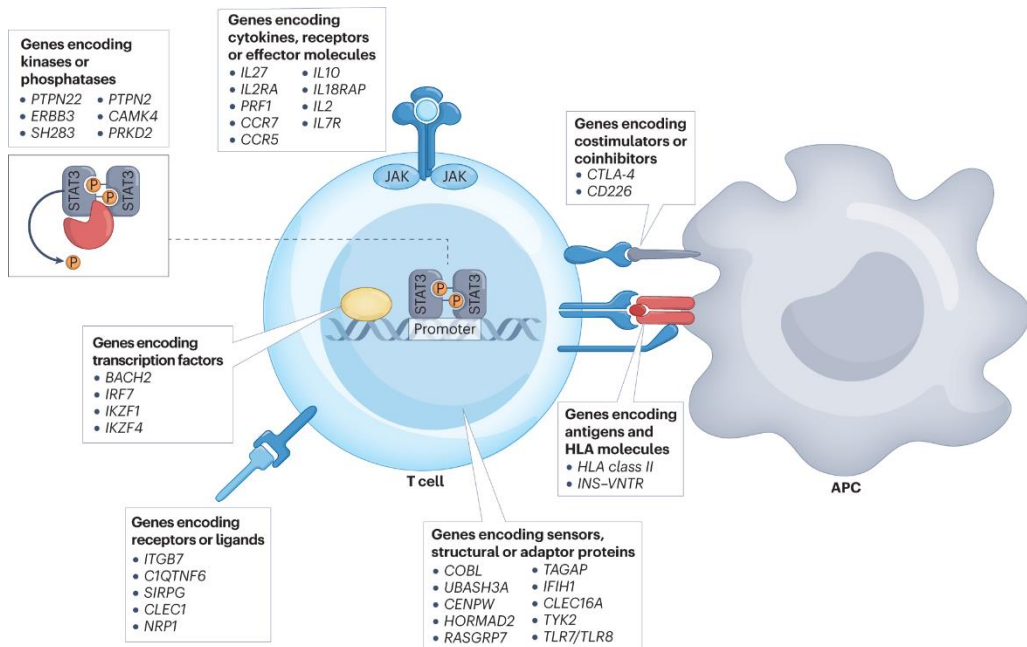 Genes encoding
kinases or
phosphatases
• PTPN22 • PTPN2
• ERBB3 • CAMK4
• SH283 • PRKD2
STAT3 P STAT3
P
P
Genes encoding
cytokines, receptors
or effector molecules
• IL27 • IL10
• IL2RA • IL18RAP
• PRF1 • IL2
• CCR7 • IL7R
• CCR5
JAK JAK
Genes encoding
costimulators or
coinhibitors
• CTLA-4
• CD226
STAT3 P STAT3
P
Promoter
Genes encoding
transcription factors
• BACH2
• IRF7
• IKZF1
• IKZF4
Genes encoding
antigens and
HLA molecules
• HLA class II
• INS–VNTR
T cell
APC
Genes encoding
receptors or ligands
• ITGB7
• C1QTNF6
• SIRPG
• CLEC1
• NRP1
Genes encoding sensors,
structural or adaptor proteins
• COBL • TAGAP
• UBASH3A • IFIH1
• CENPW • CLEC16A
• HORMAD2 • TYK2
• RASGRP7 • TLR7/TLR8